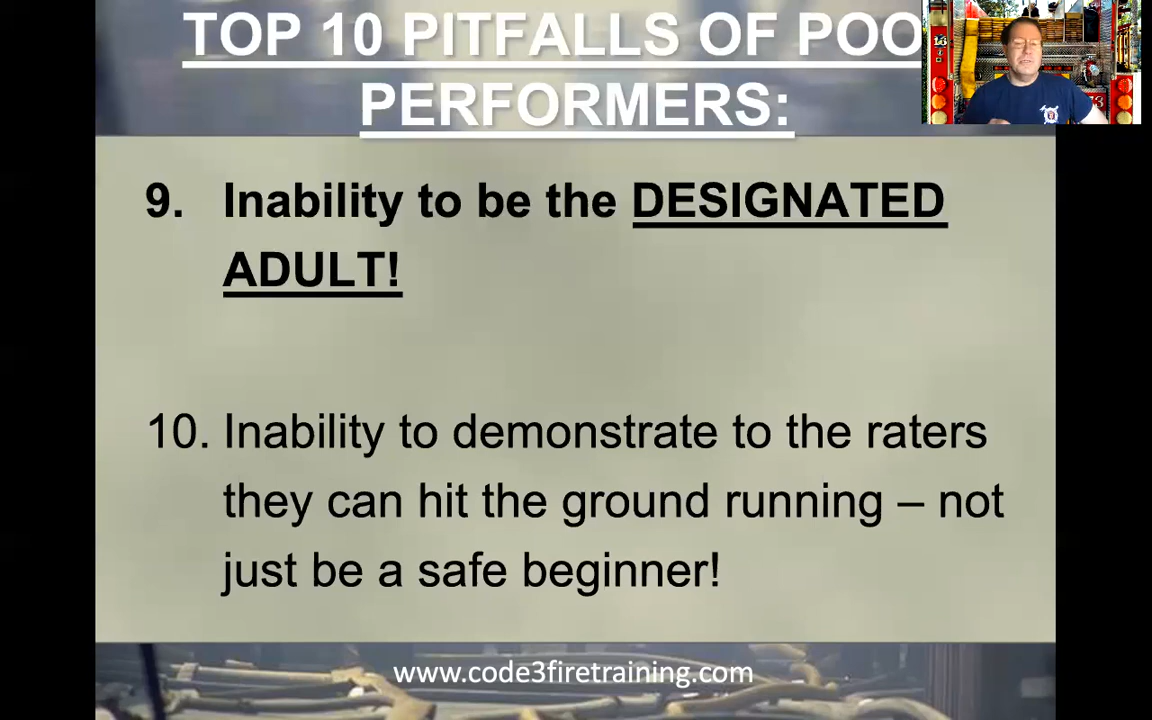 TOP 10 PITFALLS OF POO
PERFORMERS:
9. Inability to be the DESIGNATED
ADULT!
10. Inability to demonstrate to the raters
they can hit the ground running – not
just be a safe beginner!
www.code3firetraining.com